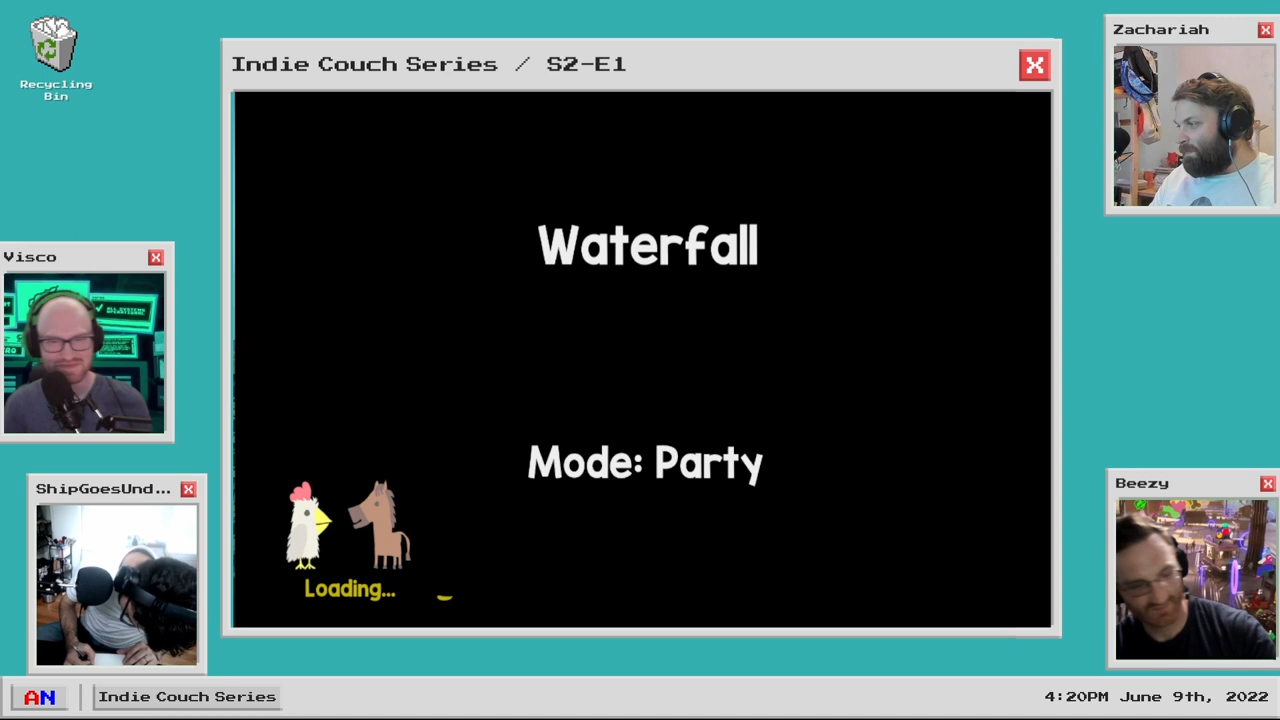 Recycling
Bin
Indie Couch Series / S2-E1
Zachariah
Waterfall
Visco
Mode: Party
ShipGoesUnd...
Beezy
Loading...
AN
Indie Couch Series
4:20PM June 9th, 2022